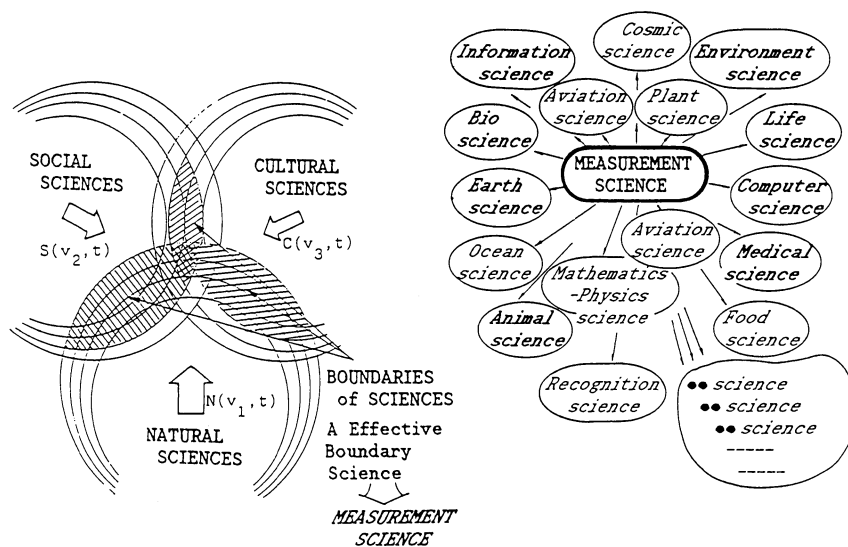 SOCIAL
SCIENCES
S(v₂,t)
CULTURAL
SCIENCES
C(v₃,t)
N(v₁,t)
NATURAL
SCIENCES
BOUNDARIES
of SCIENCES
A Effective
Boundary
Science
MEASUREMENT
SCIENCE
Cosmic
science
Information
science
Environment
science
Aviation
science
Plant
science
Bio
science
Life
science
MEASUREMENT
SCIENCE
Earth
science
Computer
science
Aviation
science
Ocean
science
Medical
science
Mathematics
-Physics
science
Animal
science
Food
science
Recognition
science
●● science
●● science
●● science
-----
-----